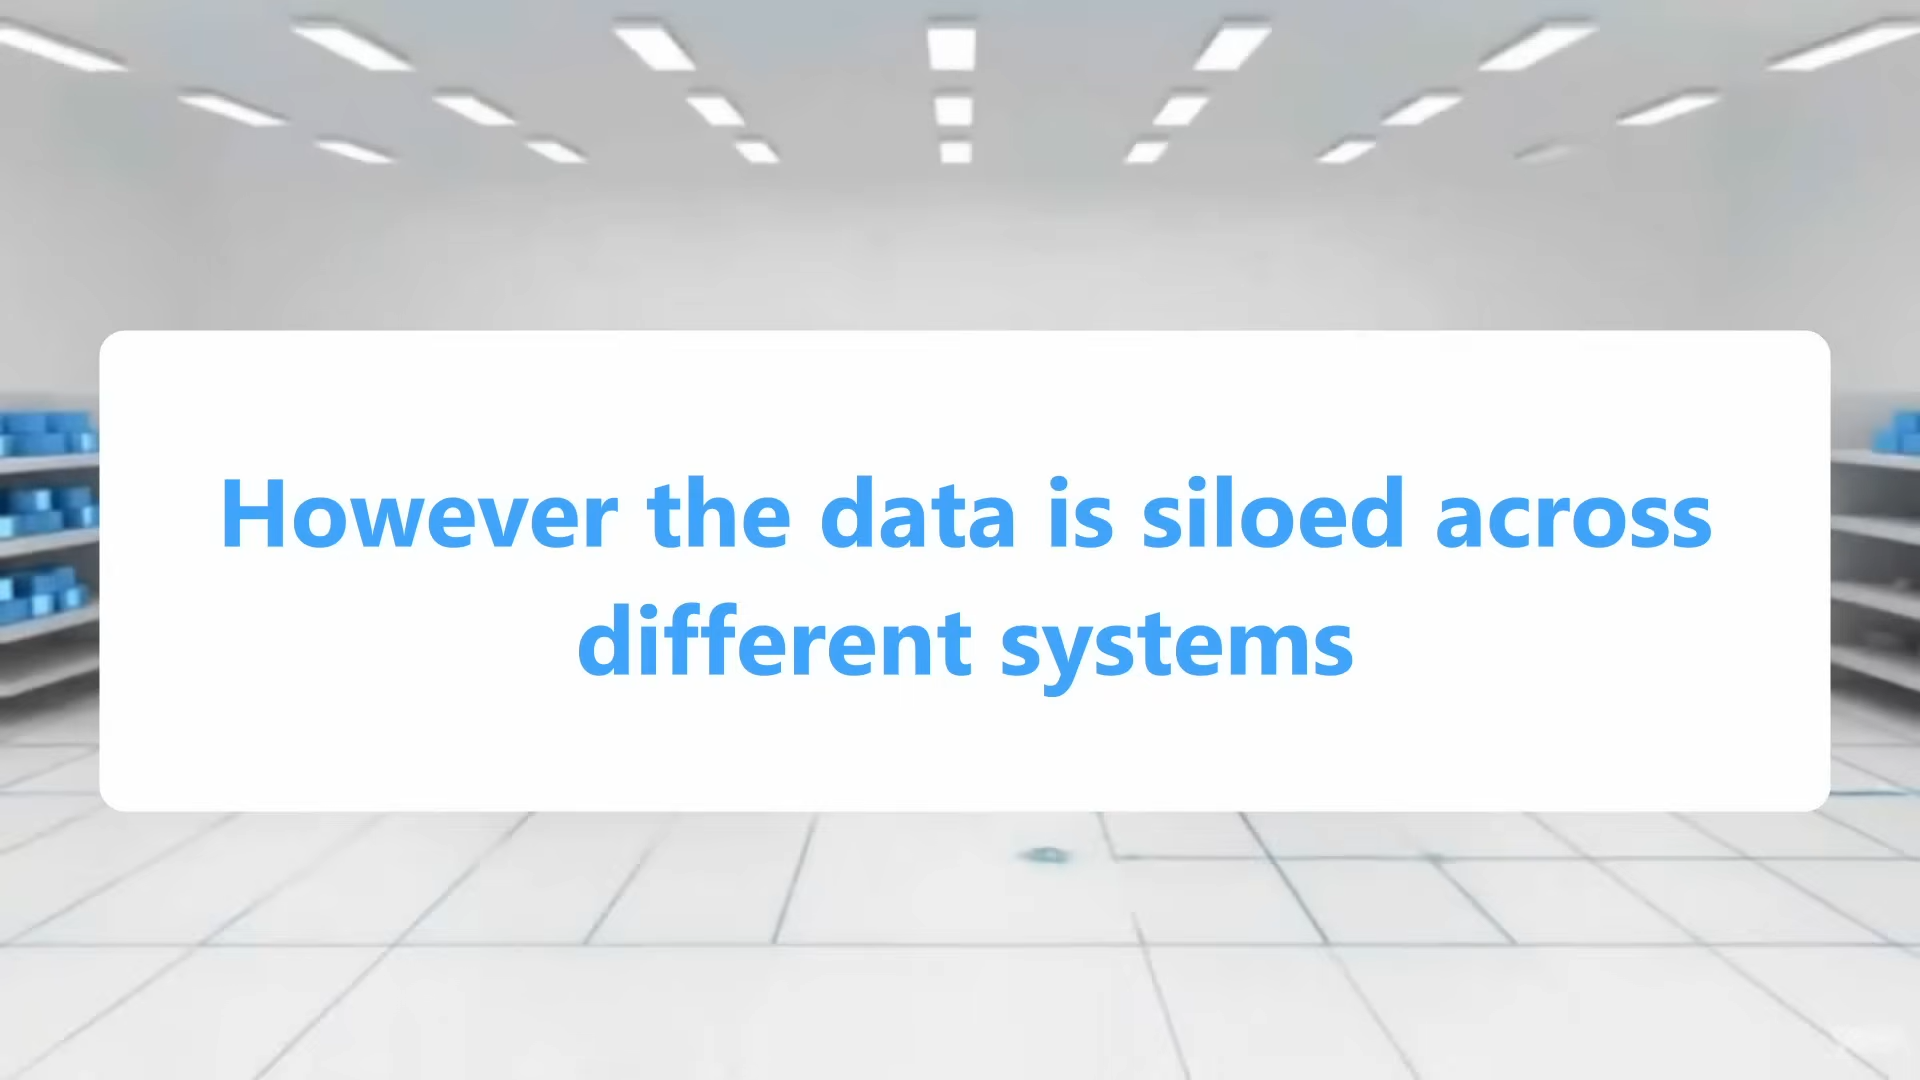 However the data is siloed across
different systems